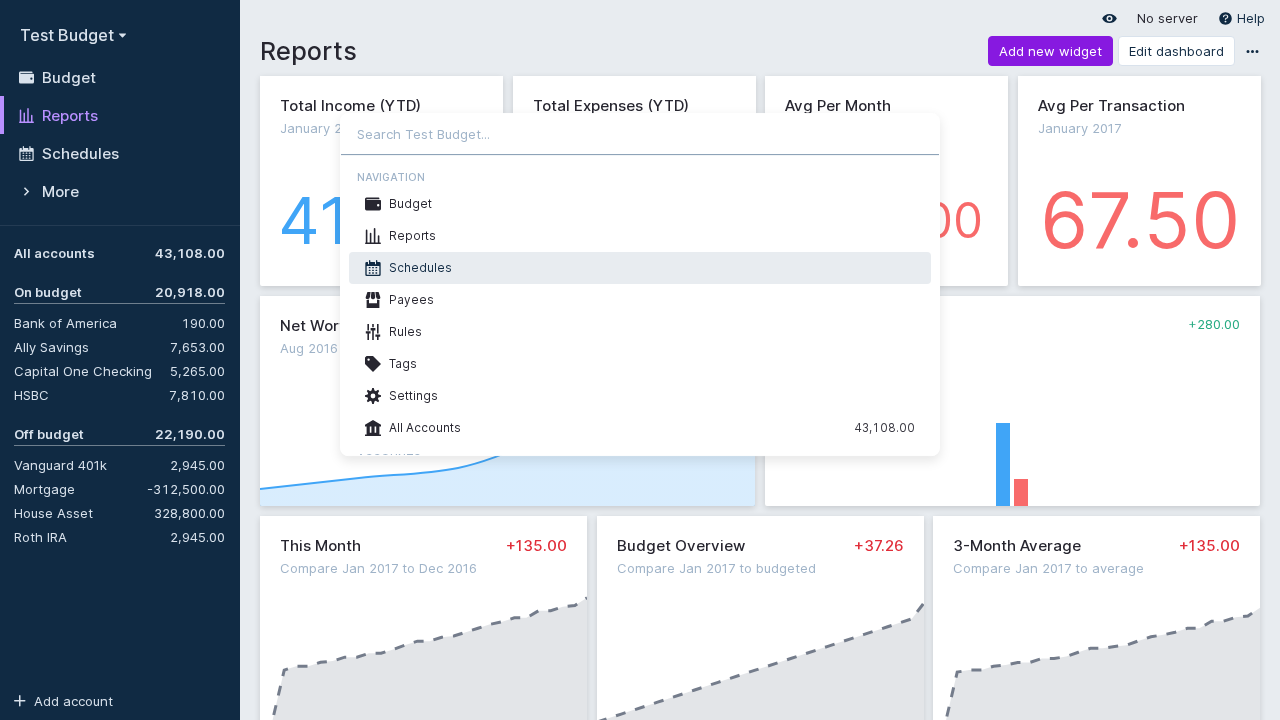 Test Budget
Budget
Reports
Schedules
More
All accounts 43,108.00
On budget 20,918.00
Bank of America 190.00
Ally Savings 7,653.00
Capital One Checking 5,265.00
HSBC 7,810.00
Off budget 22,190.00
Vanguard 401k 2,945.00
Mortgage -312,500.00
House Asset 328,800.00
Roth IRA 2,945.00
Add account
No server
Help
Reports
Add new widget
Edit dashboard
Total Income (YTD)
January 2
41
Total Expenses (YTD)
Avg Per Month
00
Avg Per Transaction
January 2017
67.50
Search Test Budget...
NAVIGATION
Budget
Reports
Schedules
Payees
Rules
Tags
Settings
All Accounts 43,108.00
Net Wor
Aug 2016
+280.00
This Month +135.00
Compare Jan 2017 to Dec 2016
Budget Overview +37.26
Compare Jan 2017 to budgeted
3-Month Average +135.00
Compare Jan 2017 to average